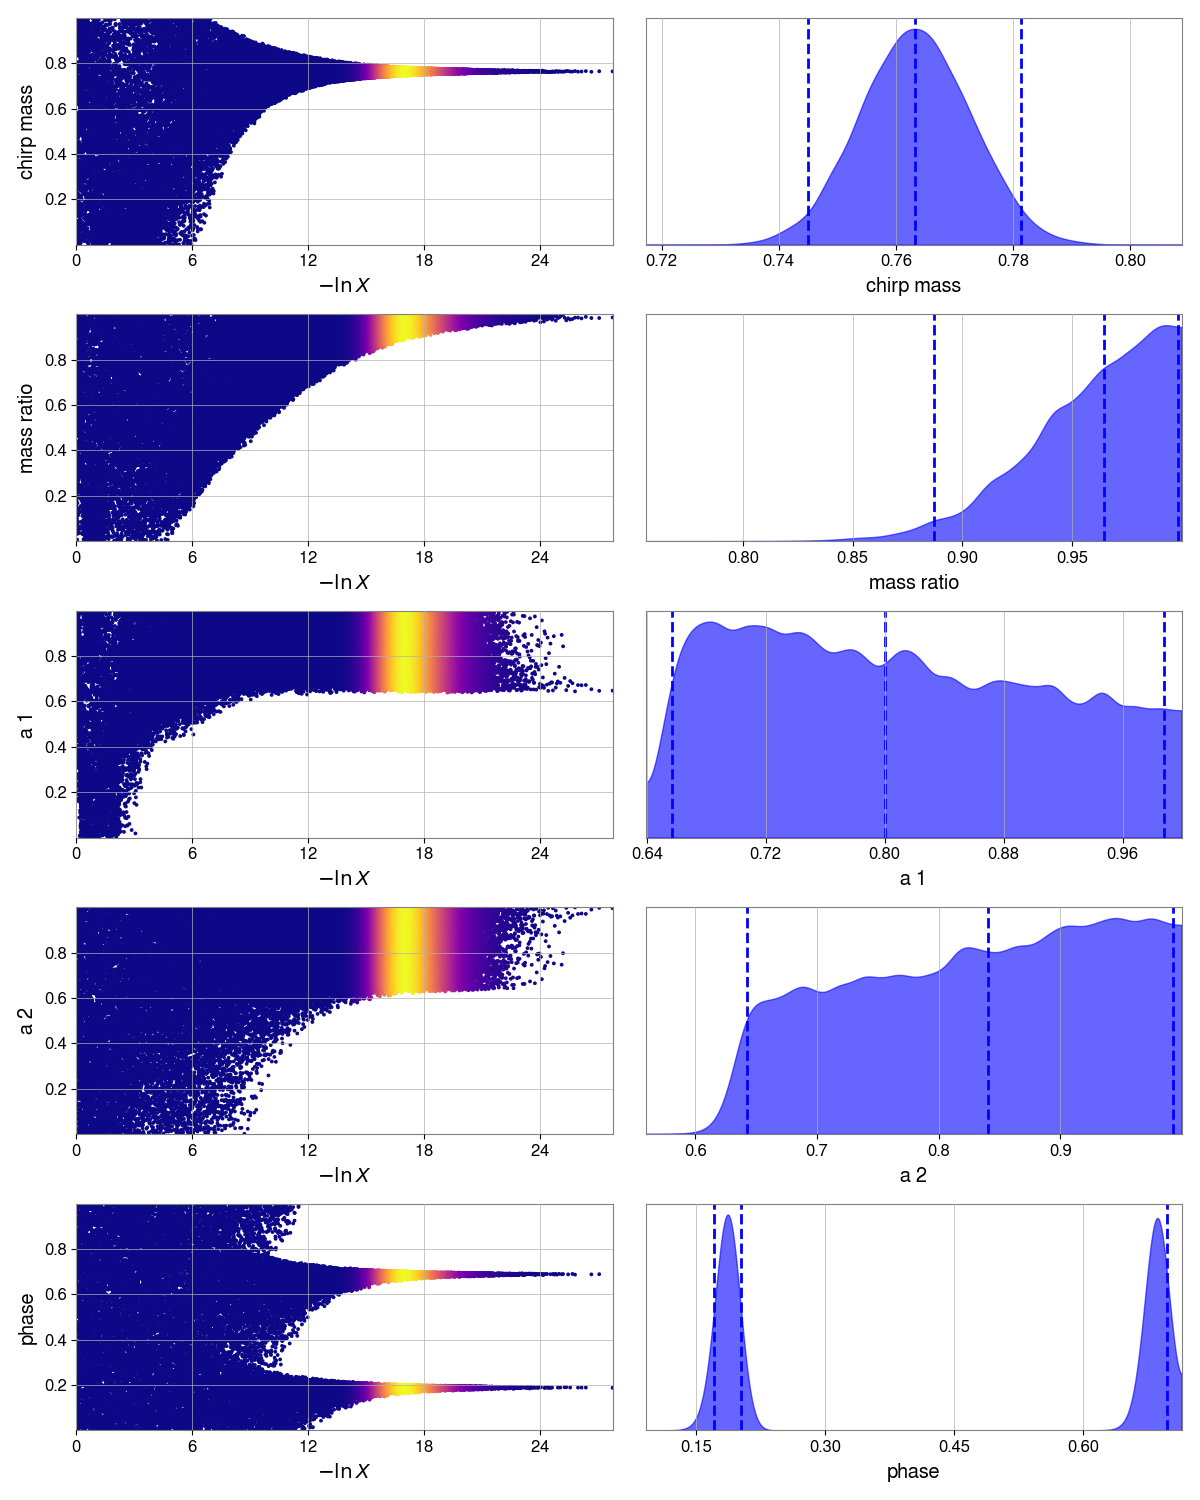 chirp mass
0.8
0.6
0.4
0.2
0 6 12 18 24
−ln X
0.72 0.74 0.76 0.78 0.80
chirp mass
mass ratio
0.8
0.6
0.4
0.2
0 6 12 18 24
−ln X
0.80 0.85 0.90 0.95
mass ratio
a 1
0.8
0.6
0.4
0.2
0 6 12 18 24
−ln X
0.64 0.72 0.80 0.88 0.96
a 1
a 2
0.8
0.6
0.4
0.2
0 6 12 18 24
−ln X
0.6 0.7 0.8 0.9
a 2
phase
0.8
0.6
0.4
0.2
0 6 12 18 24
−ln X
0.15 0.30 0.45 0.60
phase